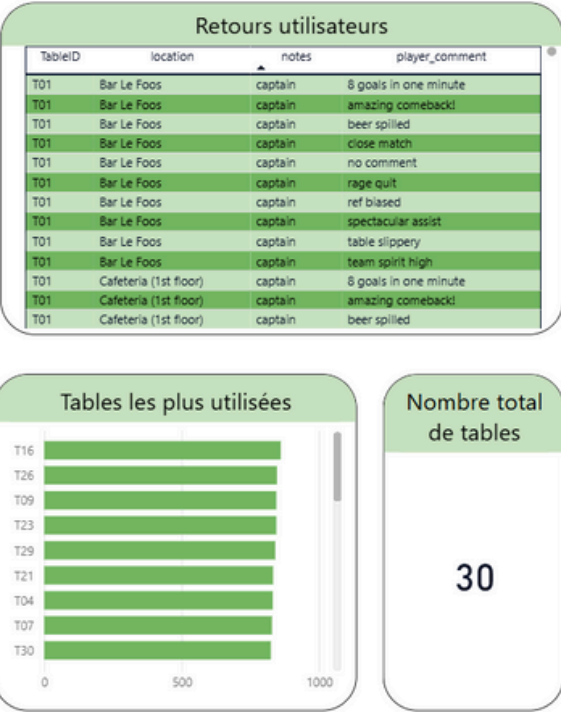 Retours utilisateurs
TableID location notes player_comment
T01 Bar Le Foos captain 8 goals in one minute
T01 Bar Le Foos captain amazing comeback!
T01 Bar Le Foos captain beer spilled
T01 Bar Le Foos captain close match
T01 Bar Le Foos captain no comment
T01 Bar Le Foos captain rage quit
T01 Bar Le Foos captain ref biased
T01 Bar Le Foos captain spectacular assist
T01 Bar Le Foos captain table slippery
T01 Bar Le Foos captain team spirit high
T01 Cafeteria (1st floor) captain 8 goals in one minute
T01 Cafeteria (1st floor) captain amazing comeback!
T01 Cafeteria (1st floor) captain beer spilled
Tables les plus utilisées
T16
T26
T09
T23
T29
T21
T04
T07
T30
0 500 1000
Nombre total
de tables
30